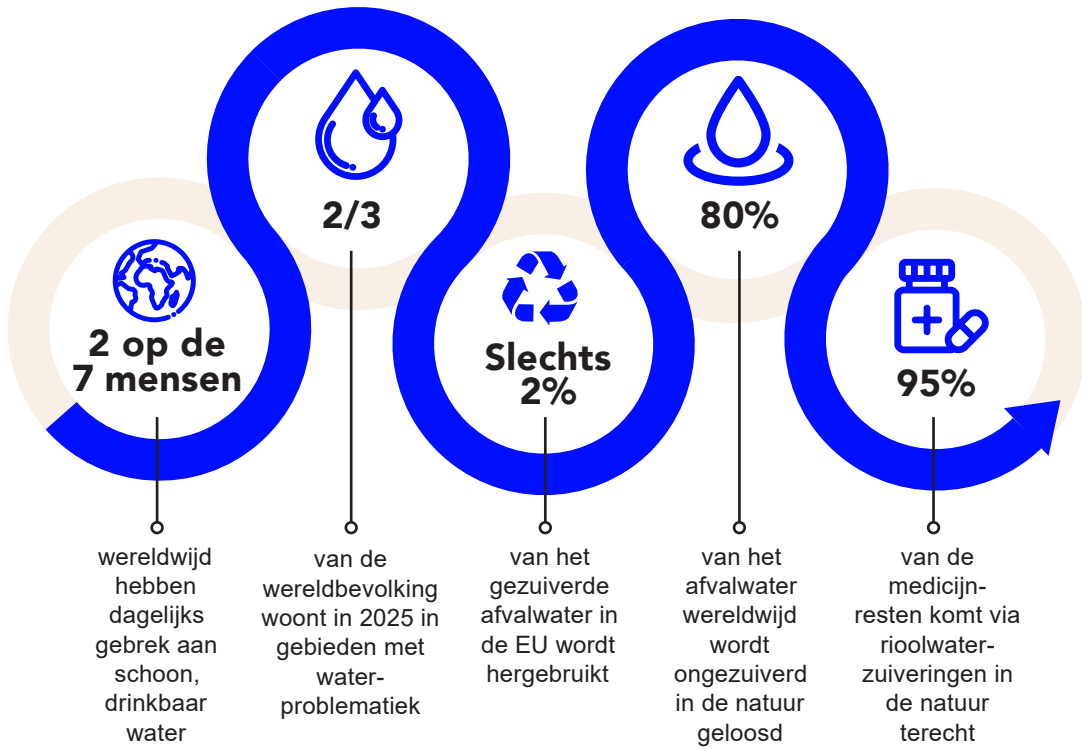 2 op de
7 mensen
wereldwijd
hebben
dagelijks
gebrek aan
schoon,
drinkbaar
water
2/3
van de
wereldbevolking
woont in 2025 in
gebieden met
water-
problematiek
Slechts
2%
van het
gezuiverde
afvalwater in
de EU wordt
hergebruikt
80%
van het
afvalwater
wereldwijd
wordt
ongezuiverd
in de natuur
geloosd
95%
van de
medicijn-
resten komt via
rioolwater-
zuiveringen in
de natuur
terecht